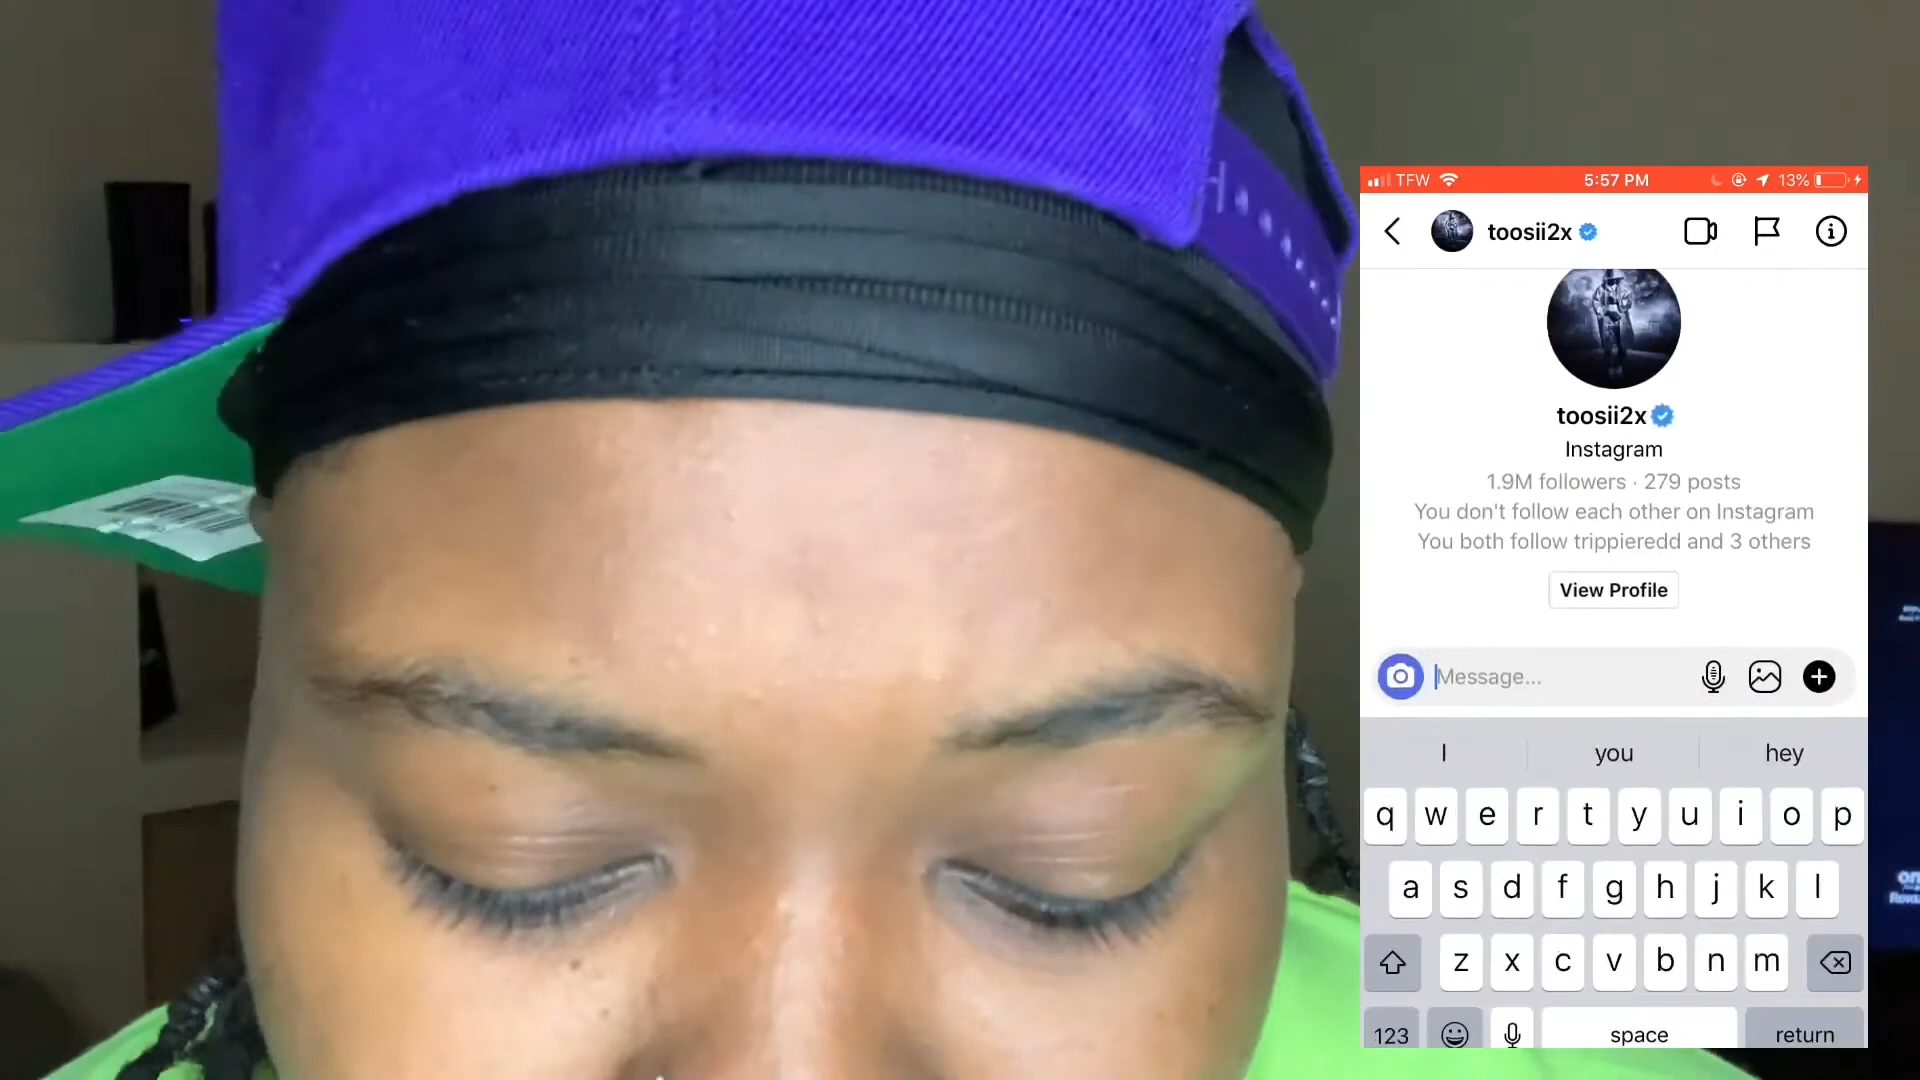 TFW 5:57 PM 13%
toosii2x
toosii2x
Instagram
1.9M followers · 279 posts
You don't follow each other on Instagram
You both follow trippieredd and 3 others
View Profile
Message...
I you hey
q w e r t y u i o p
a s d f g h j k l
z x c v b n m
123 space return